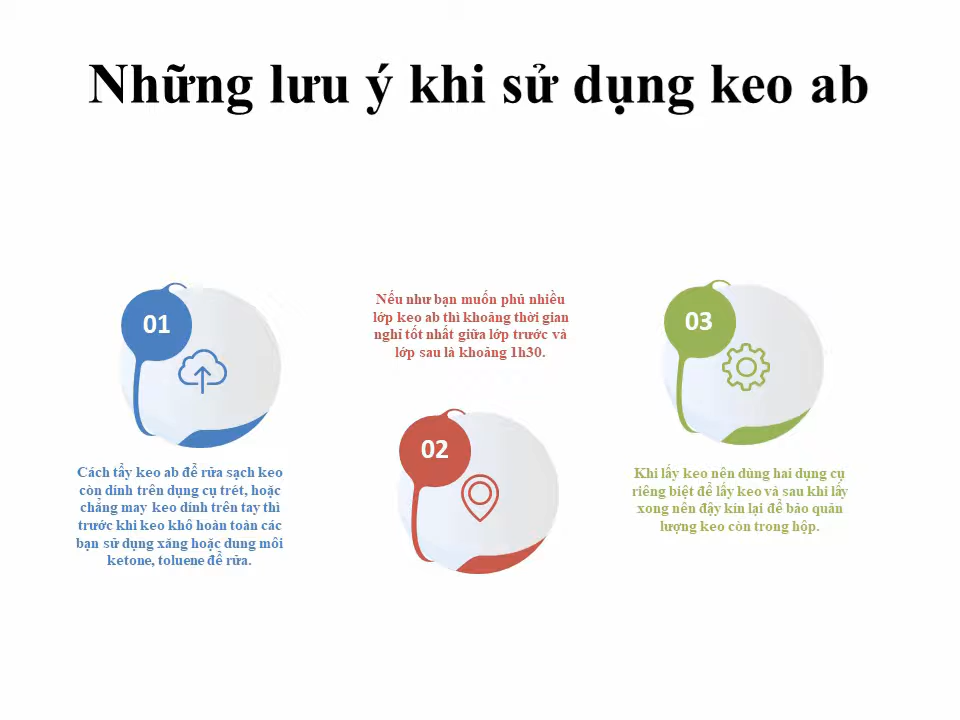 Những lưu ý khi sử dụng keo ab
01
Cách tẩy keo ab để rửa sạch keo
còn dính trên dụng cụ trét, hoặc
chẳng may keo dính trên tay thì
trước khi keo khô hoàn toàn các
bạn sử dụng xăng hoặc dung môi
ketone, toluene để rửa.
Nếu như bạn muốn phủ nhiều
lớp keo ab thì khoảng thời gian
nghỉ tốt nhất giữa lớp trước và
lớp sau là khoảng 1h30.
02
03
Khi lấy keo nên dùng hai dụng cụ
riêng biệt để lấy keo và sau khi lấy
xong nên đậy kín lại để bảo quản
lượng keo còn trong hộp.